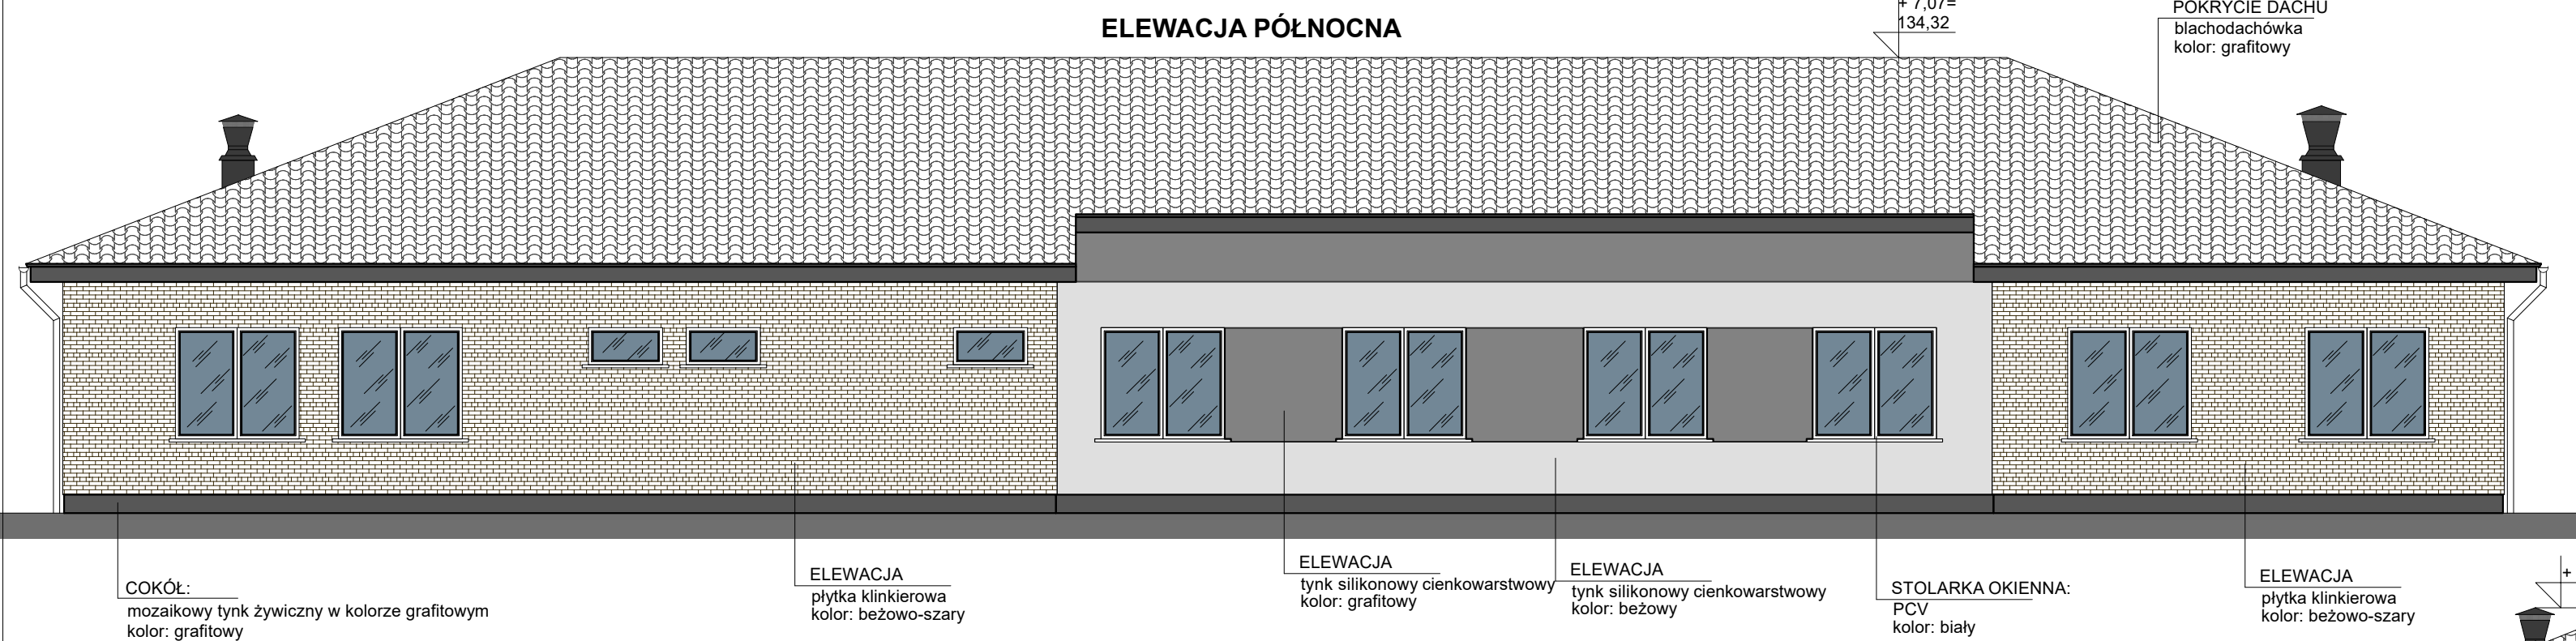 ELEWACJA PÓŁNOCNA
+ 7,07=
134,32
POKRYCIE DACHU
blachodachówka
kolor: grafitowy
COKÓŁ:
mozaikowy tynk żywiczny w kolorze grafitowym
kolor: grafitowy
ELEWACJA
płytka klinkierowa
kolor: beżowo-szary
ELEWACJA
tynk silikonowy cienkowarstwowy
kolor: grafitowy
ELEWACJA
tynk silikonowy cienkowarstwowy
kolor: beżowy
STOLARKA OKIENNA:
PCV
kolor: biały
ELEWACJA
płytka klinkierowa
kolor: beżowo-szary
+